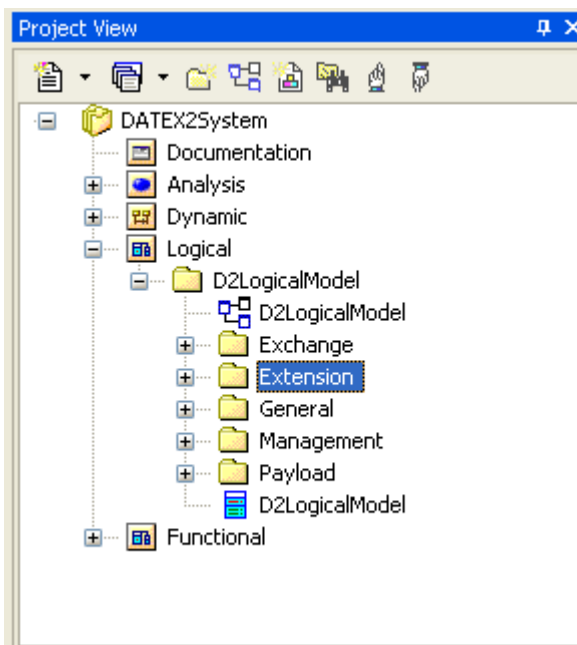 Project View
DATEX2System
Documentation
Analysis
Dynamic
Logical
D2LogicalModel
D2LogicalModel
Exchange
Extension
General
Management
Payload
D2LogicalModel
Functional